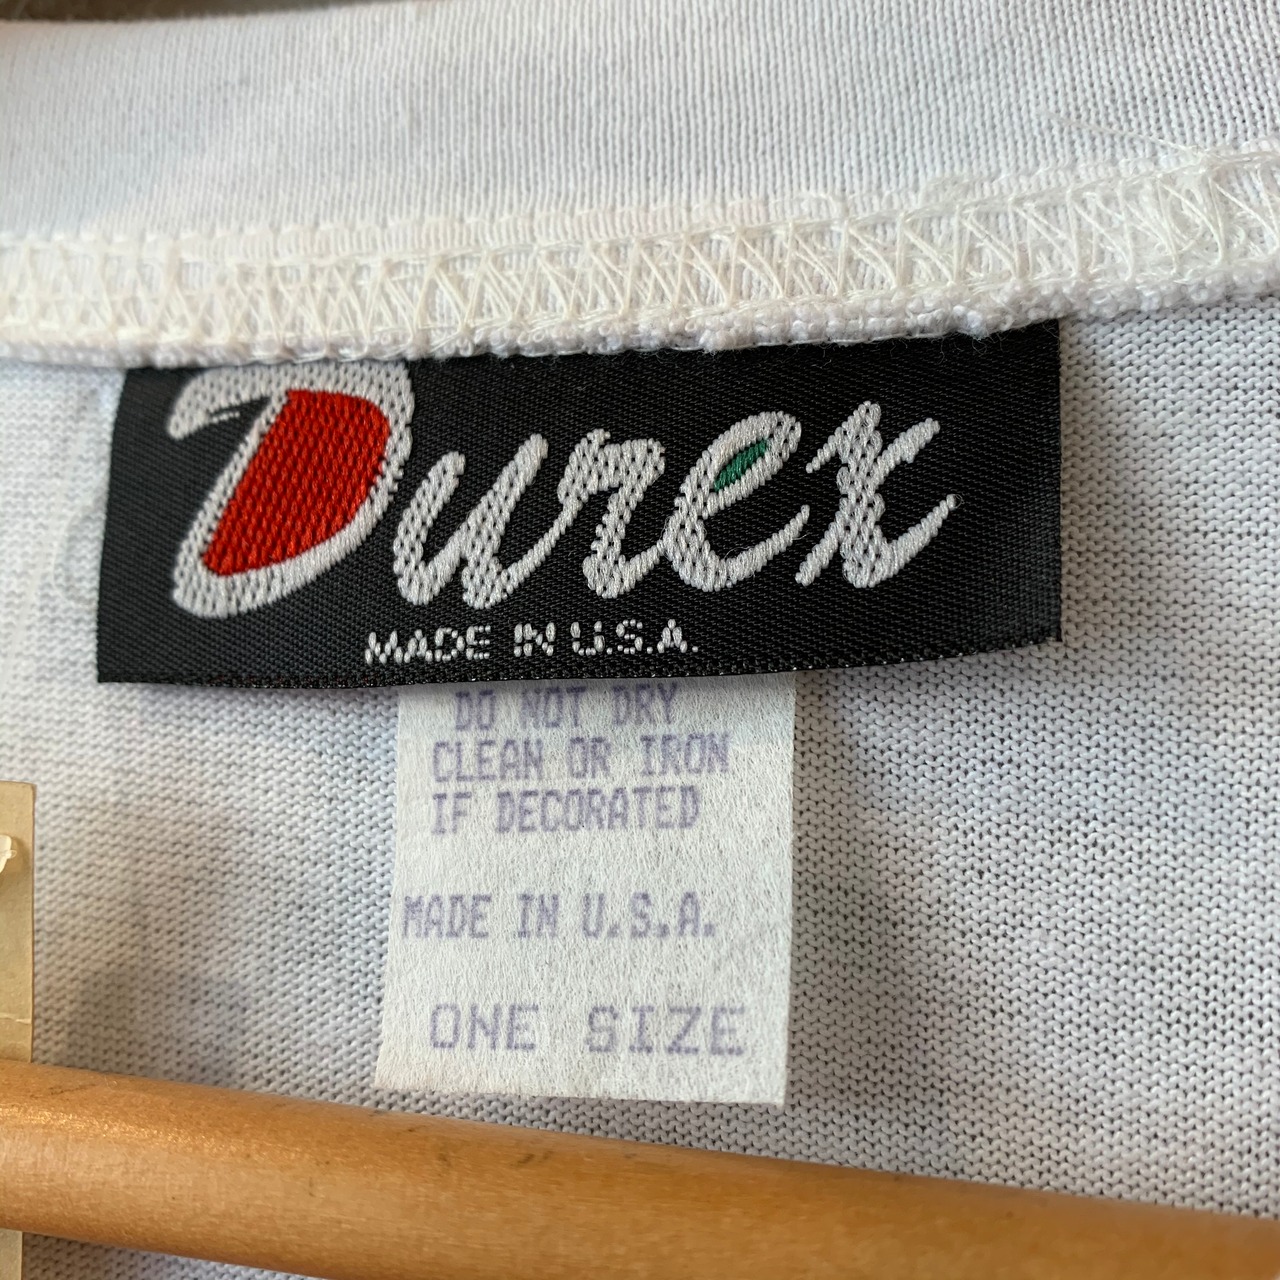 Durex
MADE IN U.S.A.
DO NOT DRY
CLEAN OR IRON
IF DECORATED
MADE IN U.S.A.
ONE SIZE